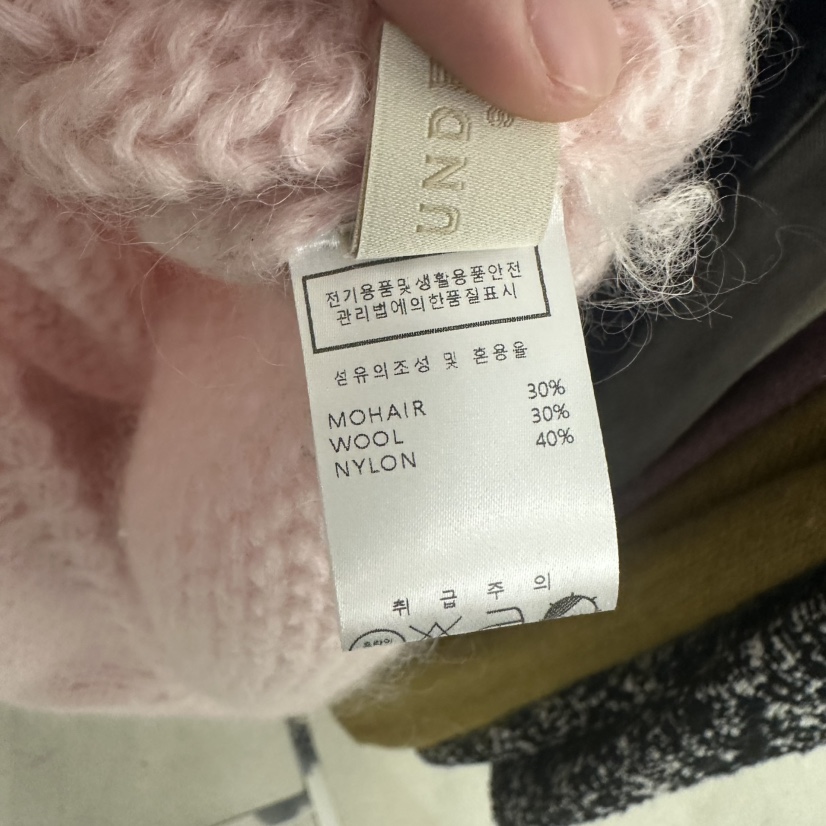 전기용품및생활용품안전
관리법에의한품질표시
섬유의조성 및 혼용율
MOHAIR 30%
WOOL 30%
NYLON 40%
취급주의